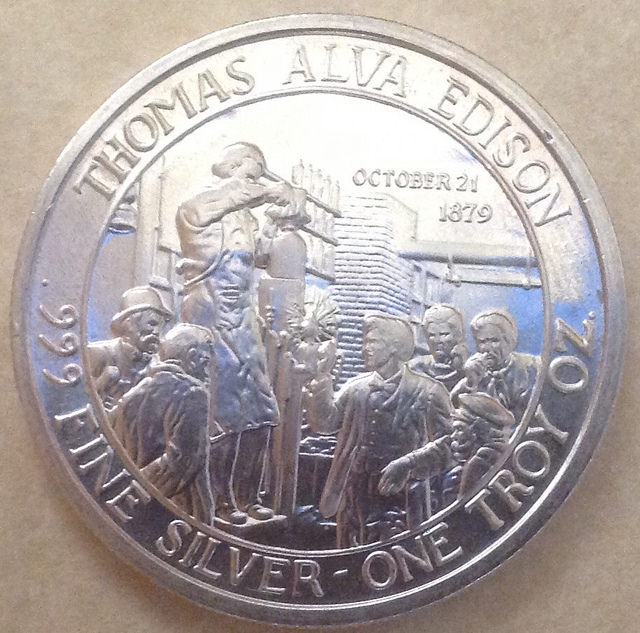 THOMAS ALVA EDISON
OCTOBER 21
1879
.999 FINE SILVER - ONE TROY OZ.